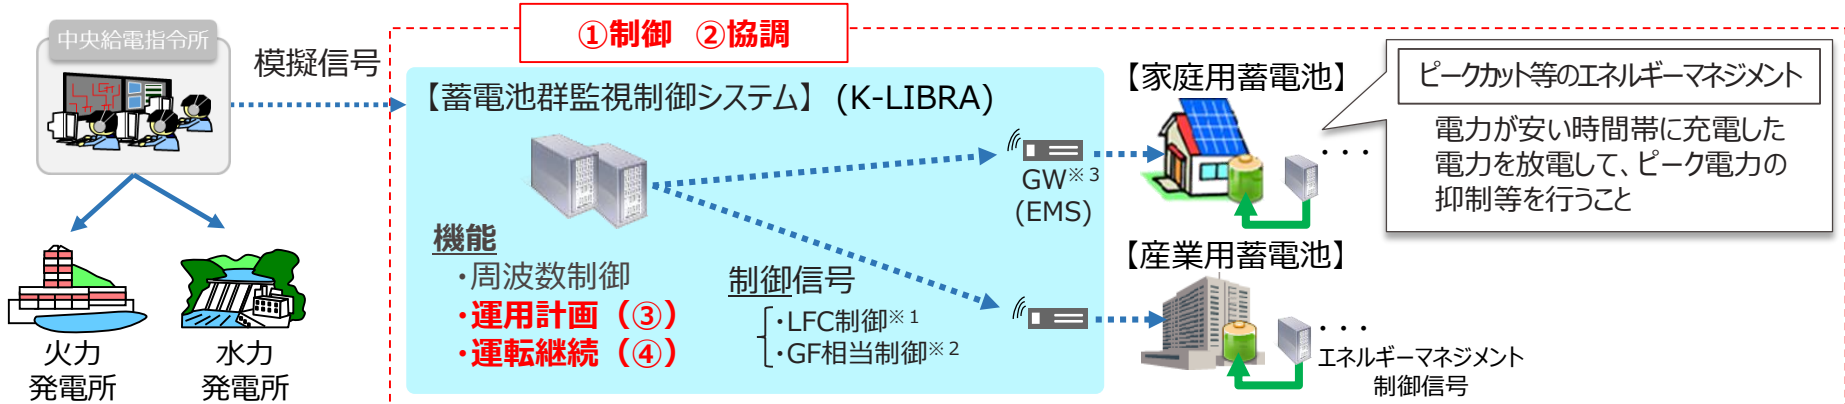 中央給電指令所
模擬信号
火力
発電所
水力
発電所
①制御 ②協調
【蓄電池群監視制御システム】 (K-LIBRA)
機能
・周波数制御
・運用計画（③）
・運転継続（④）
制御信号
・LFC制御※1
・GF相当制御※2
GW※3
(EMS)
【家庭用蓄電池】
・・・
ピークカット等のエネルギーマネジメント
電力が安い時間帯に充電した
電力を放電して、ピーク電力の
抑制等を行うこと
【産業用蓄電池】
・・・
エネルギーマネジメント
制御信号